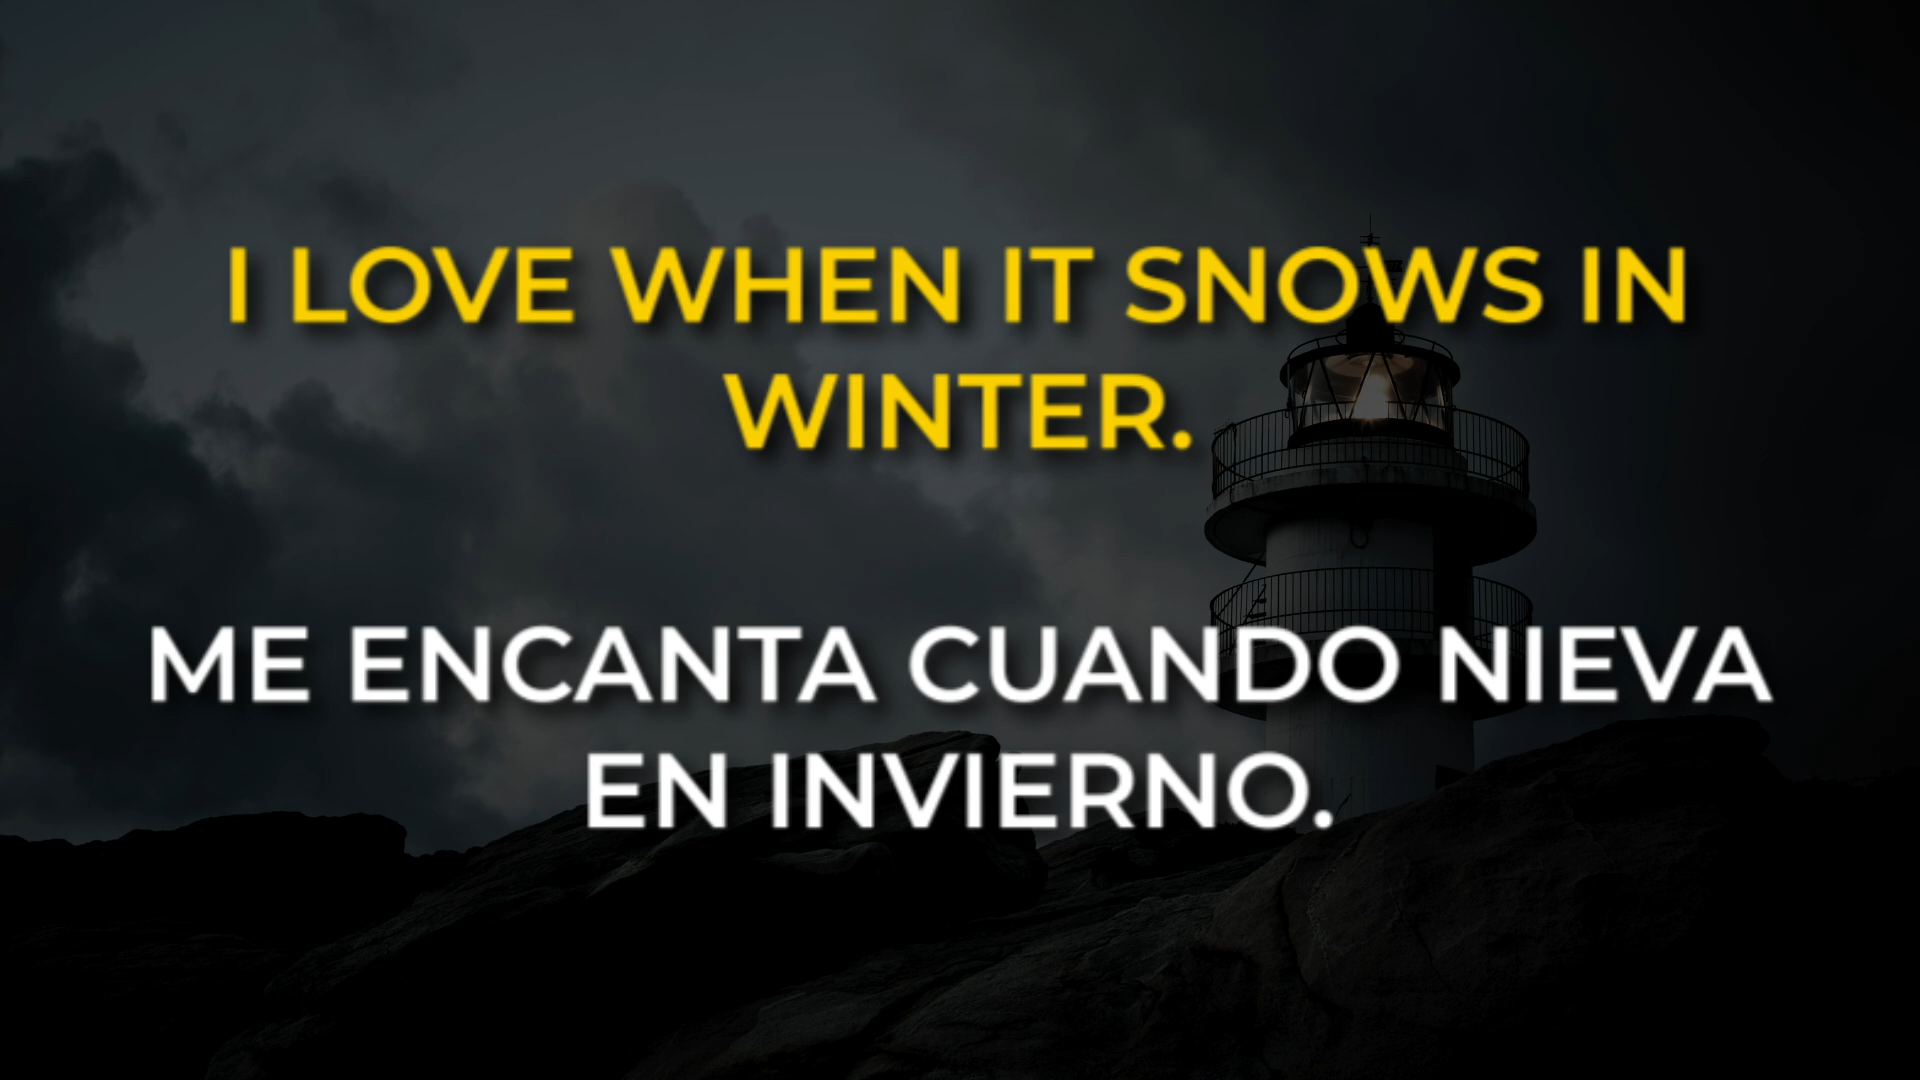 I LOVE WHEN IT SNOWS IN
WINTER.
ME ENCANTA CUANDO NIEVA
EN INVIERNO.